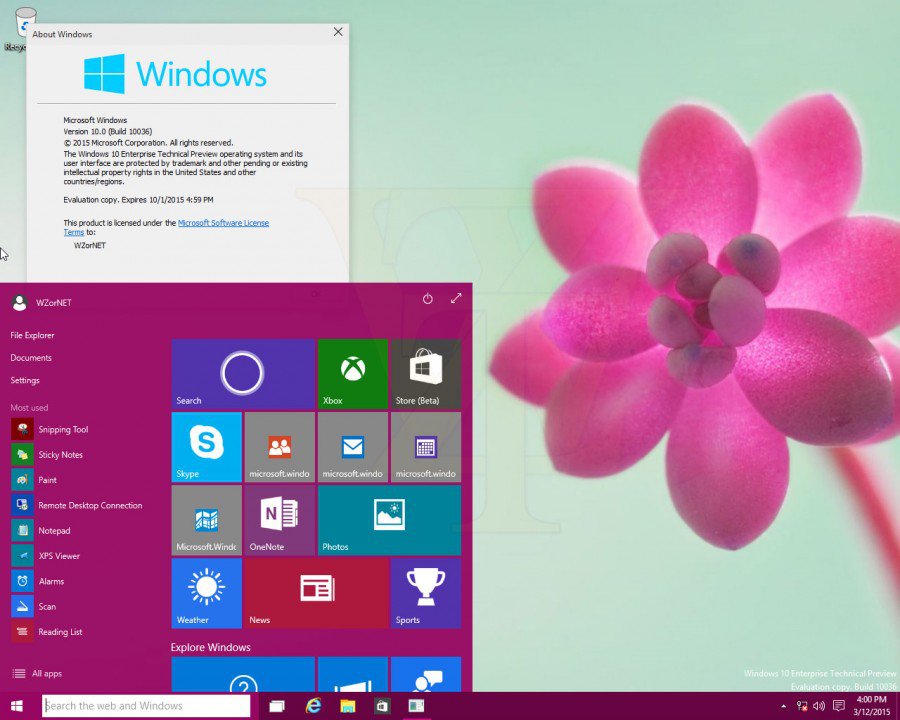 About Windows
Windows
Microsoft Windows
Version 10.0 (Build 10036)
© 2015 Microsoft Corporation. All rights reserved.
The Windows 10 Enterprise Technical Preview operating system and its
user interface are protected by trademark and other pending or existing
intellectual property rights in the United States and other
countries/regions.
Evaluation copy. Expires 10/1/2015 4:59 PM
This product is licensed under the Microsoft Software License
Terms to:
WZorNET
WZorNET
File Explorer
Documents
Settings
Most used
Snipping Tool
Sticky Notes
Paint
Remote Desktop Connection
Notepad
XPS Viewer
Alarms
Scan
Reading List
All apps
Search
Xbox
Store (Beta)
Skype
microsoft.windo
microsoft.windo
microsoft.windo
Microsoft.Windo
OneNote
Photos
Weather
News
Sports
Explore Windows
Windows 10 Enterprise Technical Preview
Evaluation copy. Build 10036
Search the web and Windows
4:00 PM
3/12/2015